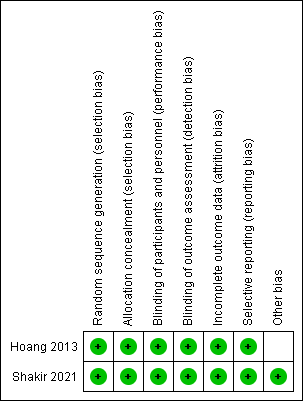 Random sequence generation (selection bias)
Allocation concealment (selection bias)
Blinding of participants and personnel (performance bias)
Blinding of outcome assessment (detection bias)
Incomplete outcome data (attrition bias)
Selective reporting (reporting bias)
Other bias
Hoang 2013 + + + + + +
Shakir 2021 + + + + + + +